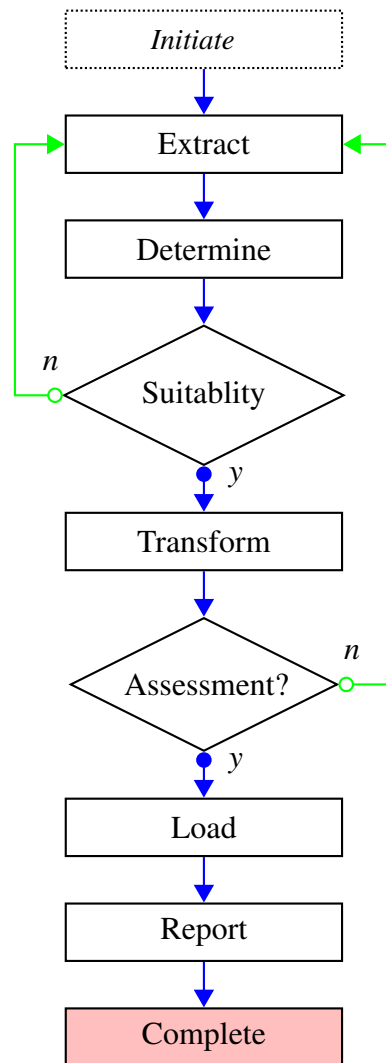 Initiate
Extract
Determine
n
Suitablity
y
Transform
n
Assessment?
y
Load
Report
Complete